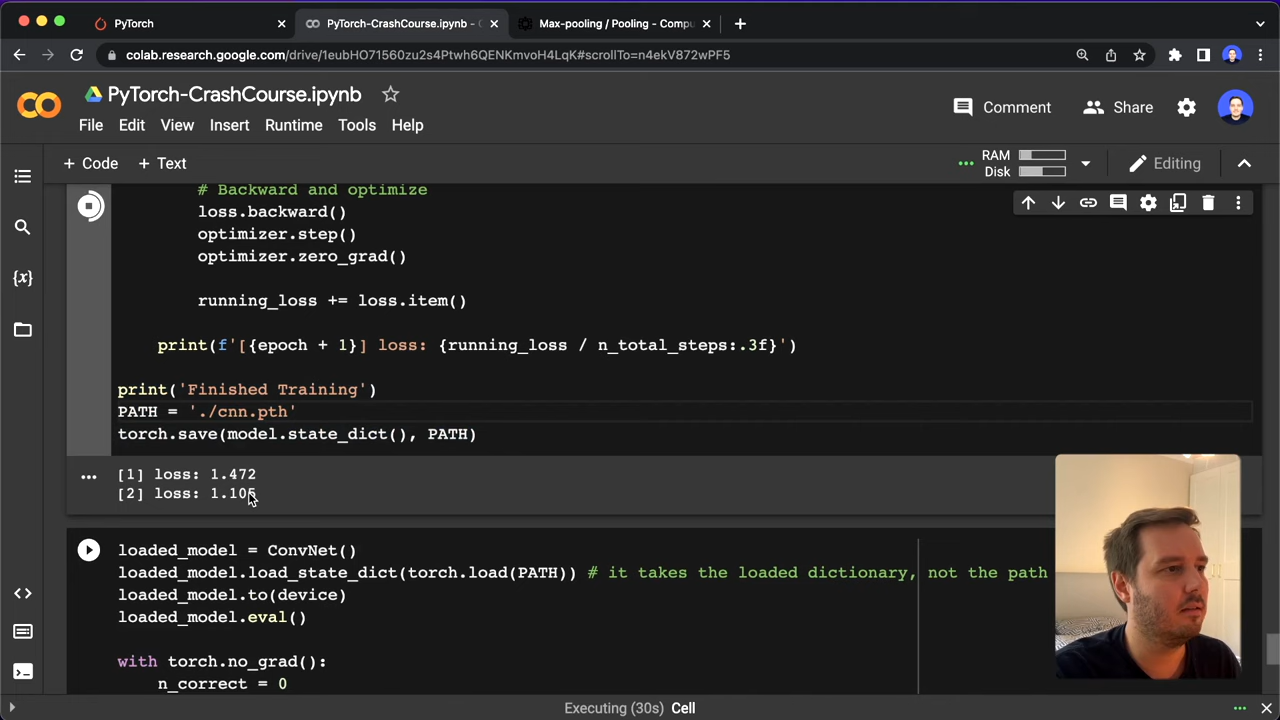 PyTorch
PyTorch-CrashCourse.ipynb - C
Max-pooling / Pooling - Compu
colab.research.google.com/drive/1eubHO71560zu2s4Ptwh6QENKmvoH4LqK#scrollTo=n4ekV872wPF5
PyTorch-CrashCourse.ipynb
Comment
Share
File Edit View Insert Runtime Tools Help
+ Code + Text
RAM
Disk
Editing
# Backward and optimize
loss.backward()
optimizer.step()
optimizer.zero_grad()
running_loss += loss.item()
print(f'[{epoch + 1}] loss: {running_loss / n_total_steps:.3f}')
print('Finished Training')
PATH = './cnn.pth'
torch.save(model.state_dict(), PATH)
[1] loss: 1.472
[2] loss: 1.105
loaded_model = ConvNet()
loaded_model.load_state_dict(torch.load(PATH)) # it takes the loaded dictionary, not the path
loaded_model.to(device)
loaded_model.eval()
with torch.no_grad():
n_correct = 0
Executing (30s) Cell